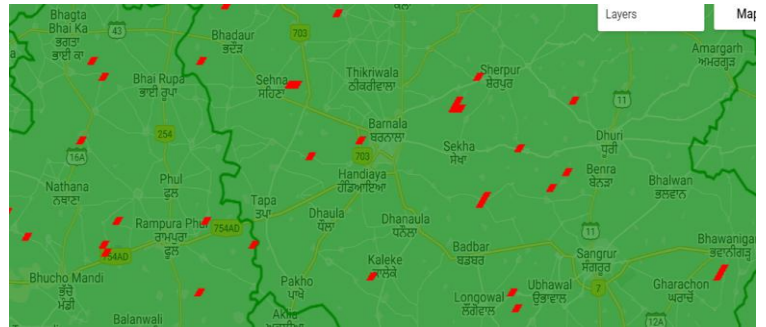 Layers
Map
Bhagta
Bhai Ka
ਭਗਤਾ
ਭਾਈ ਕਾ
43
Bhadaur
ਭਦੌੜ
703
Amargarh
ਅਮਰਗੜ
Bhai Rupa
ਭਾਈ ਰੂਪਾ
Sehna
ਸਹਿਣਾ
Thikriwala
ਠੀਕਰੀਵਾਲਾ
Sherpur
ਸ਼ੇਰਪੁਰ
11
Barnala
ਬਰਨਾਲਾ
254
16A
703
Sekha
ਸੇਖਾ
Dhuri
ਧੂਰੀ
Nathana
ਨਥਾਣਾ
Phul
ਫੂਲ
Handiaya
ਹੰਡਿਆਇਆ
Benra
ਬੇਨੜਾ
Bhalwan
ਭਲਵਾਨ
Tapa
ਤਪਾ
Dhaula
ਧੌਲਾ
Dhanaula
ਧਨੌਲਾ
Rampura Phul
ਰਾਮਪੁਰਾ
ਫੂਲ
754AD
754AD
11
Badbar
ਬਡਬਰ
Sangrur
ਸੰਗਰੂਰ
Bhawaniga
ਭਵਾਨੀਗੜ੍ਹ
Kaleke
ਕਾਲੇਕੇ
Bhucho Mandi
ਭੁੱਚੋ
ਮੰਡੀ
Pakho
ਪਾਖੋ
Longowal
ਲੌਂਗੋਵਾਲ
Ubhawal
ਉਭਾਵਾਲ
7
Gharachon
ਘਰਾਚੋਂ
Balanwali
12A